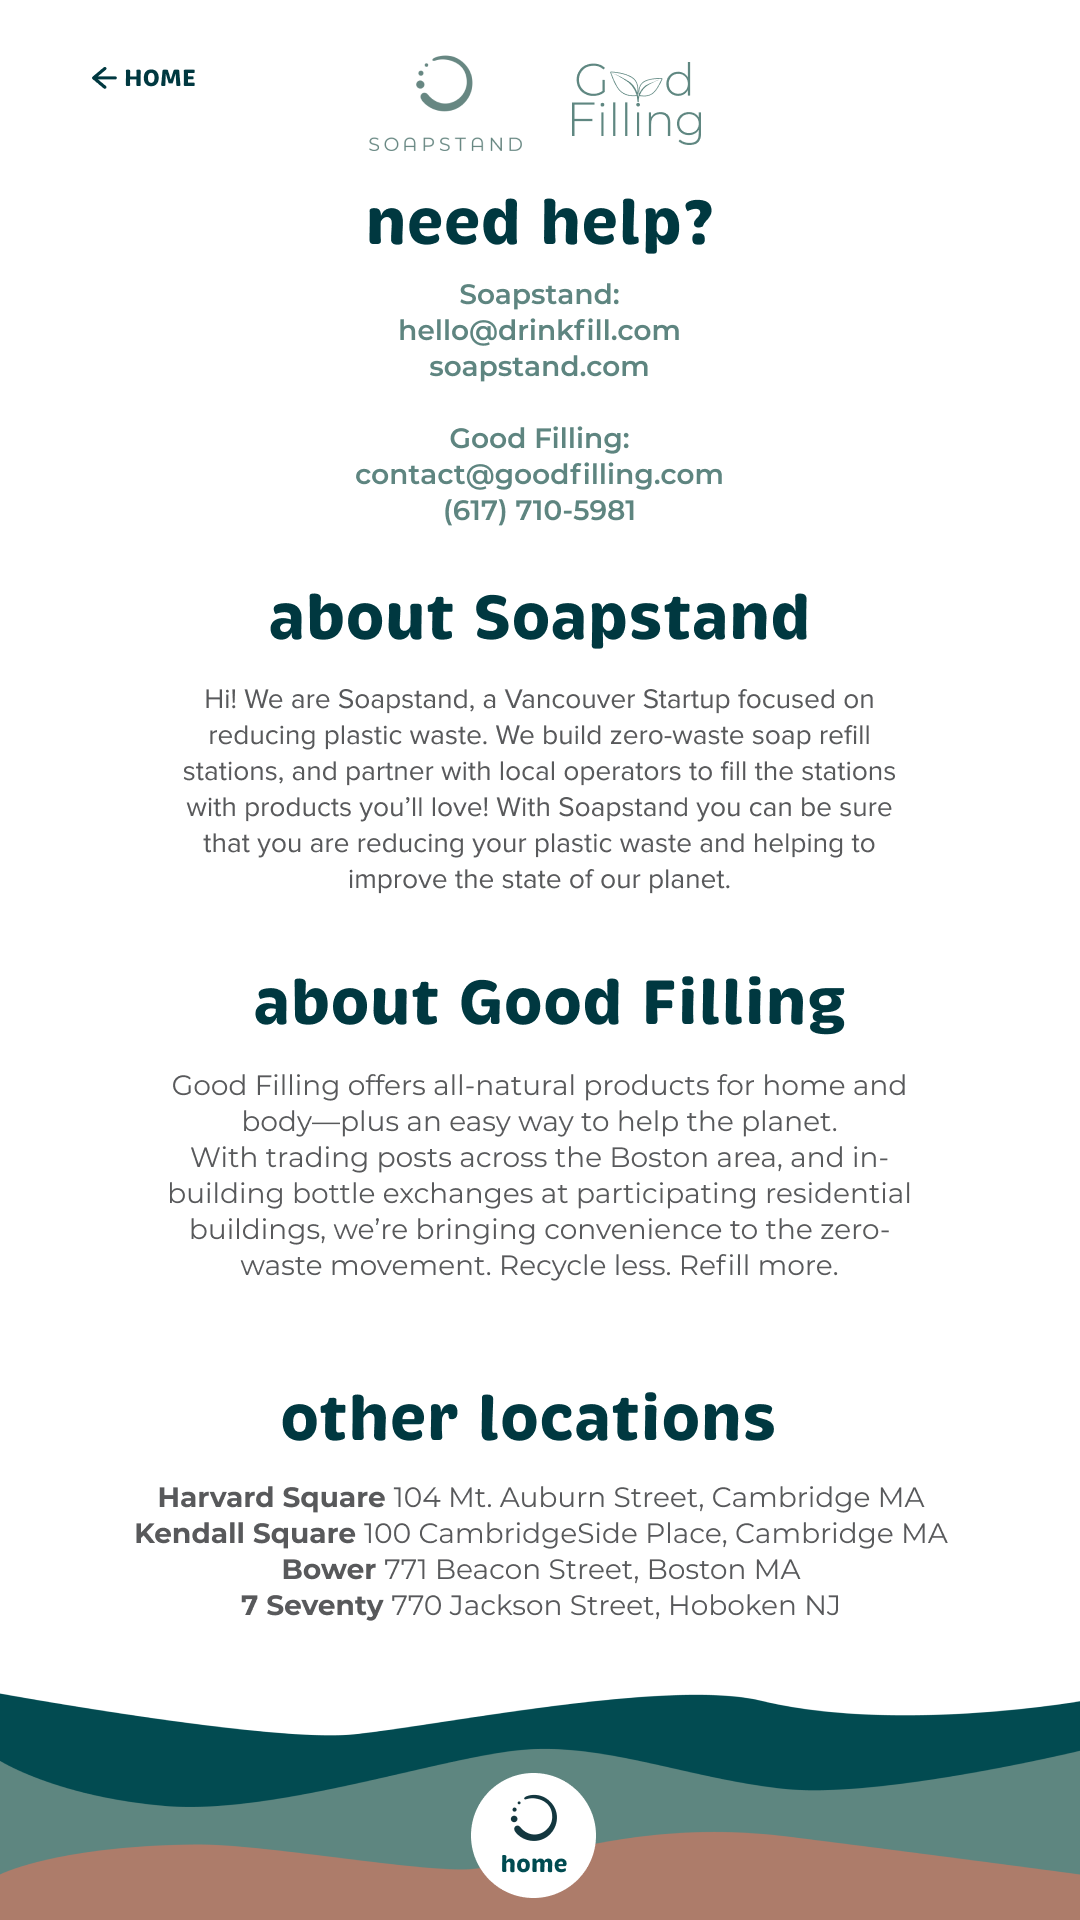 HOME
SOAPSTAND
Good
Filling
need help?
Soapstand:
hello@drinkfill.com
soapstand.com
Good Filling:
contact@goodfilling.com
(617) 710-5981
about Soapstand
Hi! We are Soapstand, a Vancouver Startup focused on
reducing plastic waste. We build zero-waste soap refill
stations, and partner with local operators to fill the stations
with products you’ll love! With Soapstand you can be sure
that you are reducing your plastic waste and helping to
improve the state of our planet.
about Good Filling
Good Filling offers all-natural products for home and
body—plus an easy way to help the planet.
With trading posts across the Boston area, and in-
building bottle exchanges at participating residential
buildings, we’re bringing convenience to the zero-
waste movement. Recycle less. Refill more.
other locations
Harvard Square 104 Mt. Auburn Street, Cambridge MA
Kendall Square 100 CambridgeSide Place, Cambridge MA
Bower 771 Beacon Street, Boston MA
7 Seventy 770 Jackson Street, Hoboken NJ
home